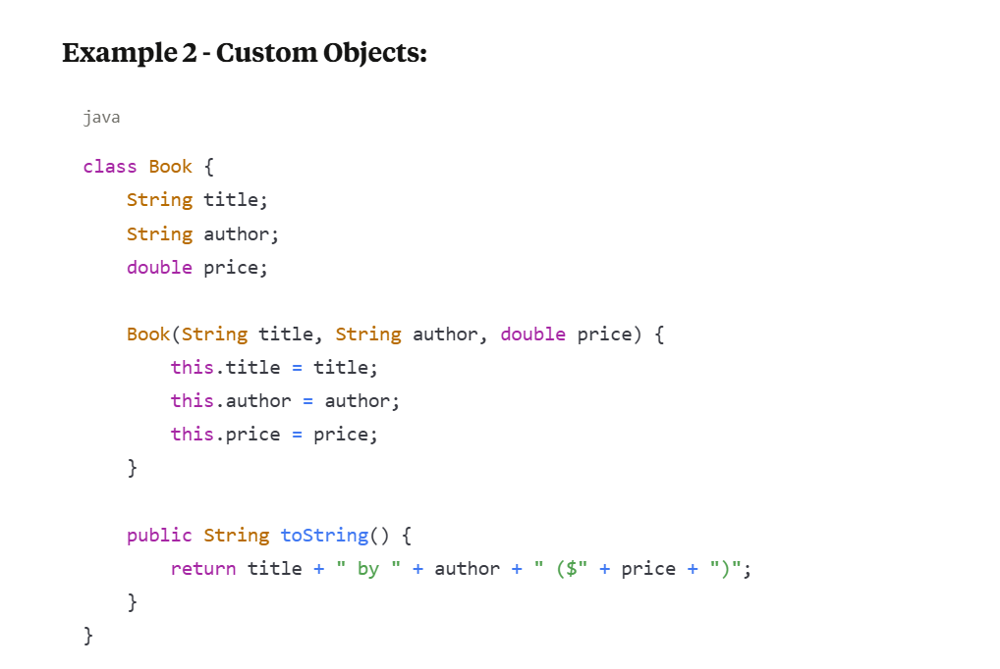 Example 2 - Custom Objects:
java
class Book {
    String title;
    String author;
    double price;

    Book(String title, String author, double price) {
        this.title = title;
        this.author = author;
        this.price = price;
    }

    public String toString() {
        return title + " by " + author + " ($" + price + ")";
    }
}